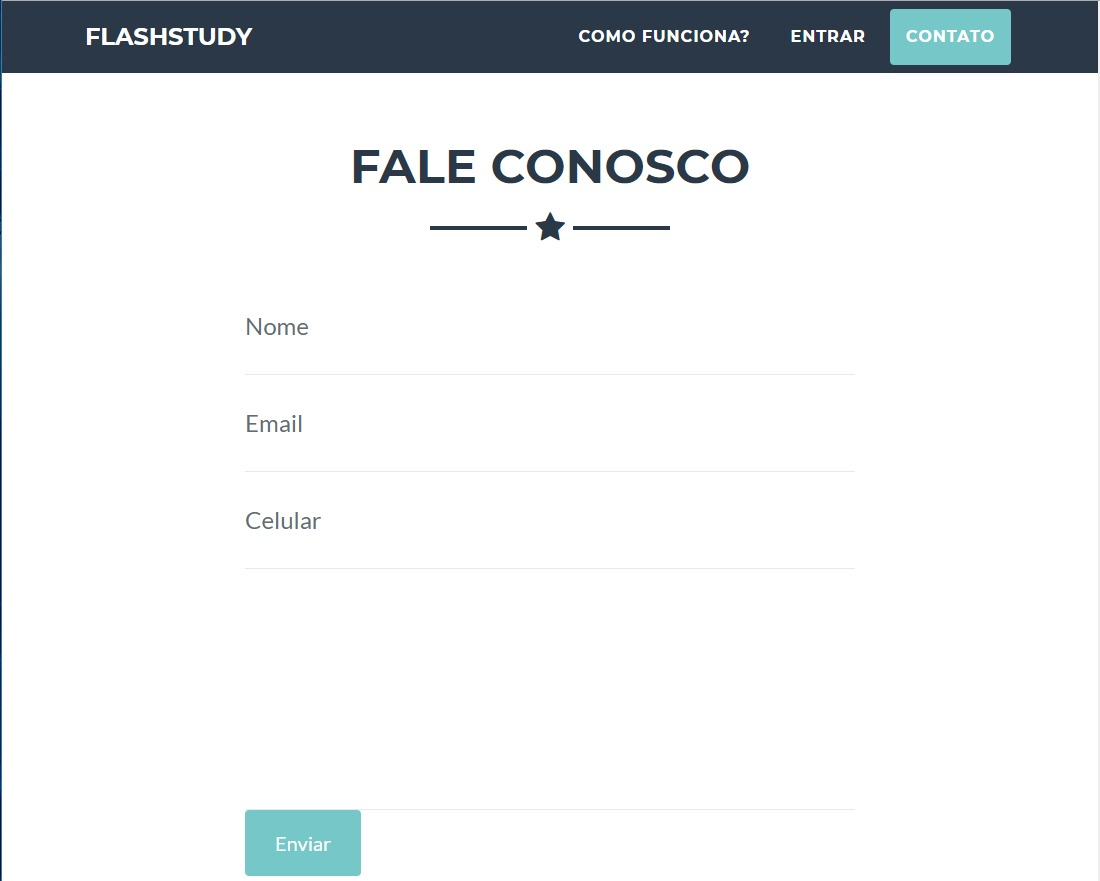 FLASHSTUDY COMO FUNCIONA? ENTRAR CONTATO
FALE CONOSCO
Nome
Email
Celular
Enviar